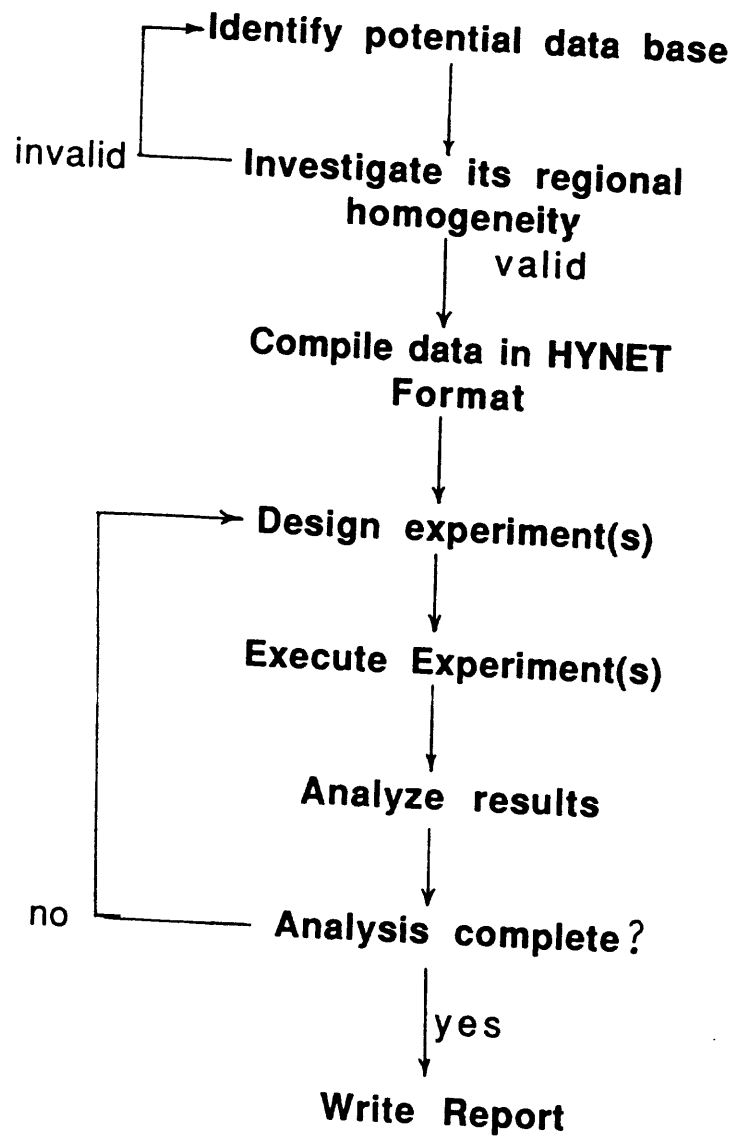 Identify potential data base
invalid
Investigate its regional
homogeneity
valid
Compile data in HYNET
Format
Design experiment(s)
Execute Experiment(s)
Analyze results
no
Analysis complete?
yes
Write Report